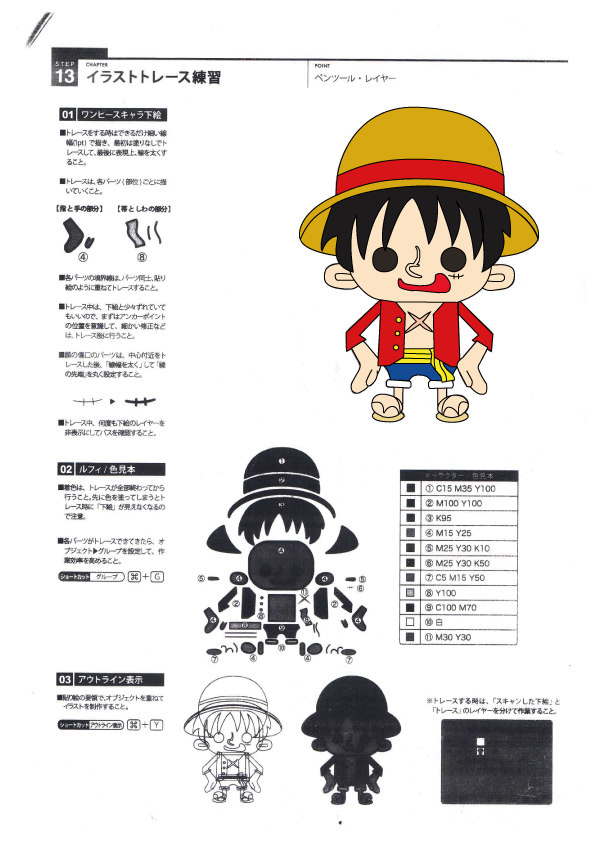 STEP
13
CHAPTER
イラストトレース練習
POINT
ペンツール・レイヤー
01 ワンピースキャラ下絵
■トレースをする時はできるだけ細い線
幅(1pt) で描き、最初は塗りなしでト
レースして、最後に表現上、線を太くす
ること。
■トレースは、各パーツ (部位) ごとに描
いていくこと。
【指と手の部分】 【帯としわの部分】
④ ⑧
■各パーツの境界線は、パーツ同士、貼り
絵のように重ねてトレースすること。
■トレース中は、下絵と少々ずれていて
もいいので、まずはアンカーポイント
の位置を意識して、細かい修正など
は、トレース後に行うこと。
■顔の傷口のパーツは、中心付近をト
レースした後、「線幅を太く」して「線
の先端」を丸く設定すること。
■トレース中、何度も下絵のレイヤーを
非表示にしてパスを確認すること。
02 ルフィ / 色見本
■着色は、トレースが全部終わってから
行うこと。先に色を塗ってしまうとト
レース時に「下絵」が見えなくなるの
で注意。
■各パーツがトレースできてきたら、オ
ブジェクト▶グループを設定して、作
業効率を高めること。
ショートカット グループ ⌘ + G
① ② ③ ④ ⑤ ⑥ ⑦ ⑧ ⑨ ⑩ ⑪
キャラクター / 色見本
① C15 M35 Y100
② M100 Y100
③ K95
④ M15 Y25
⑤ M25 Y30 K10
⑥ M25 Y30 K50
⑦ C5 M15 Y50
⑧ Y100
⑨ C100 M70
⑩ 白
⑪ M30 Y30
03 アウトライン表示
■貼り絵の要領で、オブジェクトを重ねて
イラストを制作すること。
ショートカット アウトライン表示 ⌘ + Y
※トレースする時は、「スキャンした下絵」と
「トレース」のレイヤーを分けて作業すること。